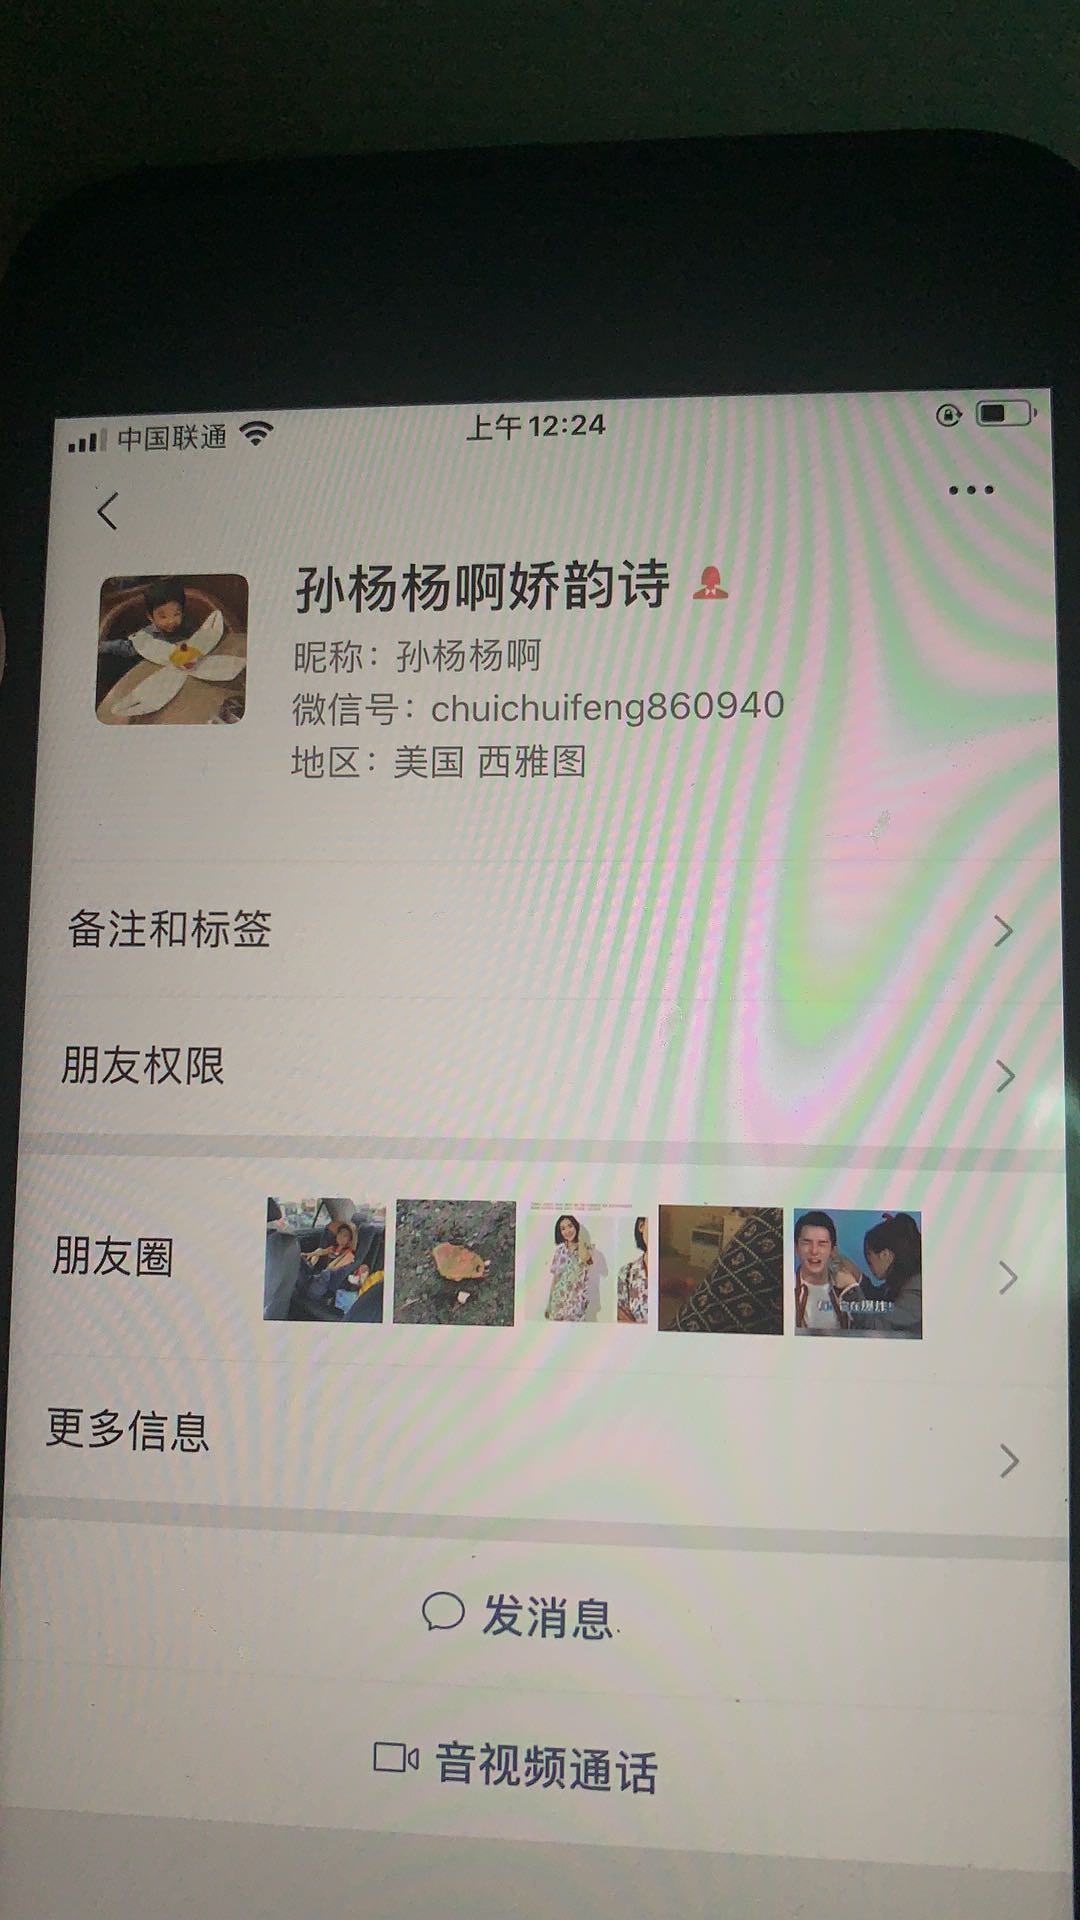 中国联通
上午12:24
孙杨杨啊娇韵诗
昵称：孙杨杨啊
微信号：chuichuifeng860940
地区：美国 西雅图
备注和标签
朋友权限
朋友圈
更多信息
发消息
音视频通话